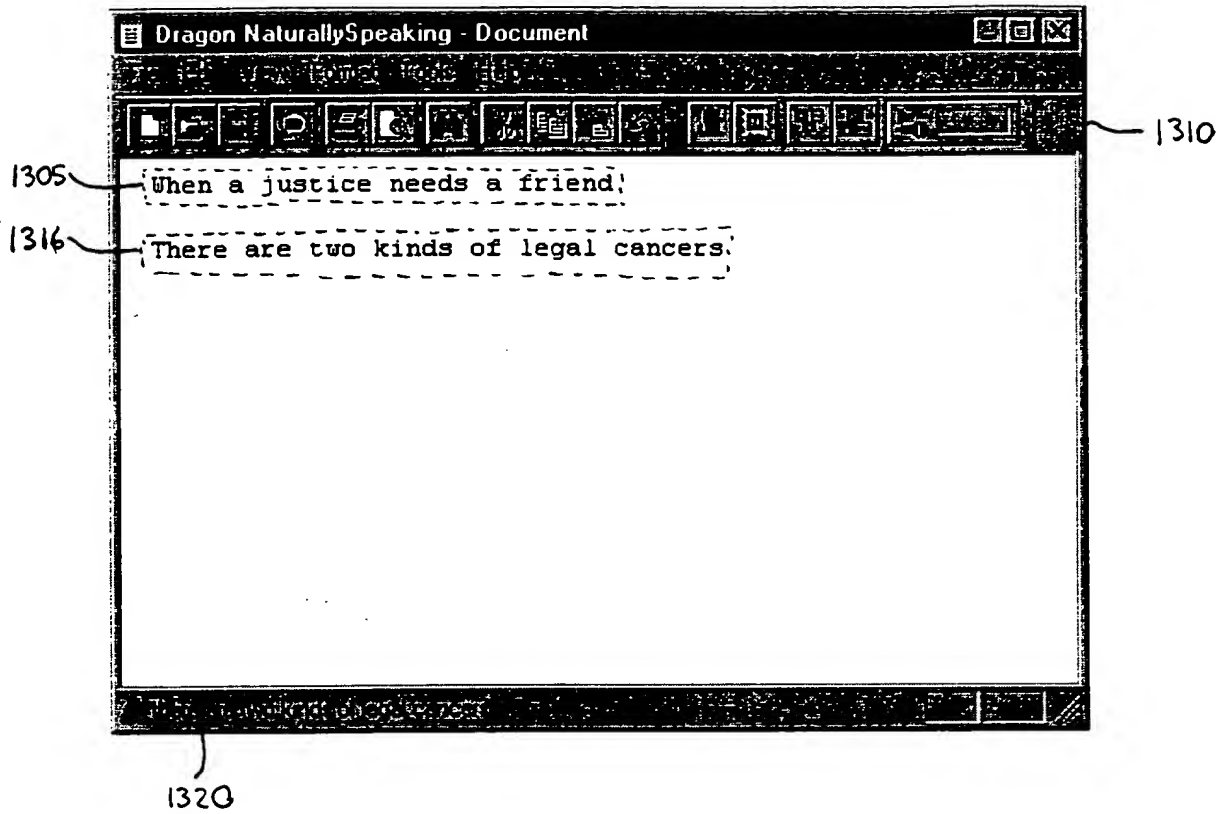 Dragon NaturallySpeaking - Document
1310
1305 When a justice needs a friend.
1316 There are two kinds of legal cancers.
1320